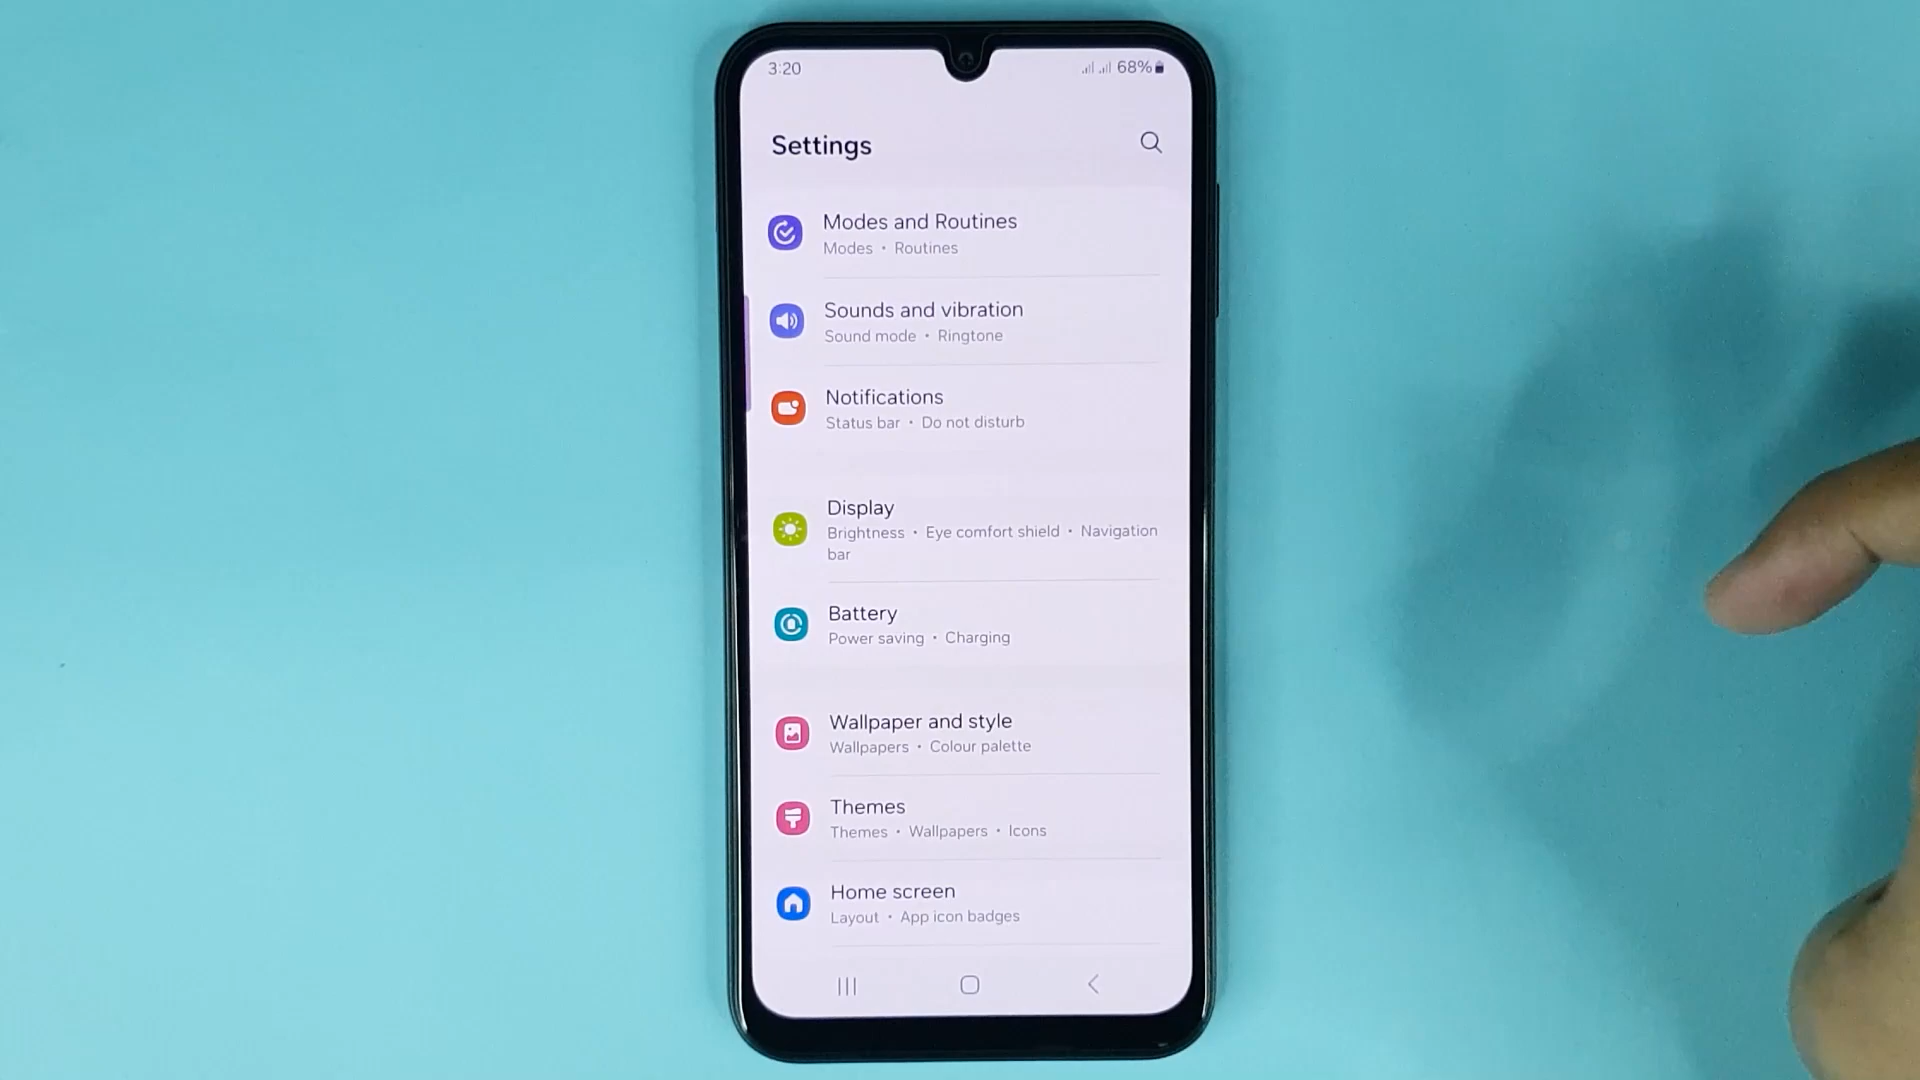 3:20
68%
Settings
Modes and Routines
Modes • Routines
Sounds and vibration
Sound mode • Ringtone
Notifications
Status bar • Do not disturb
Display
Brightness • Eye comfort shield • Navigation
bar
Battery
Power saving • Charging
Wallpaper and style
Wallpapers • Colour palette
Themes
Themes • Wallpapers • Icons
Home screen
Layout • App icon badges